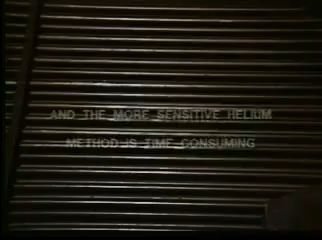 AND THE MORE SENSITIVE HELIUM
METHOD IS TIME CONSUMING